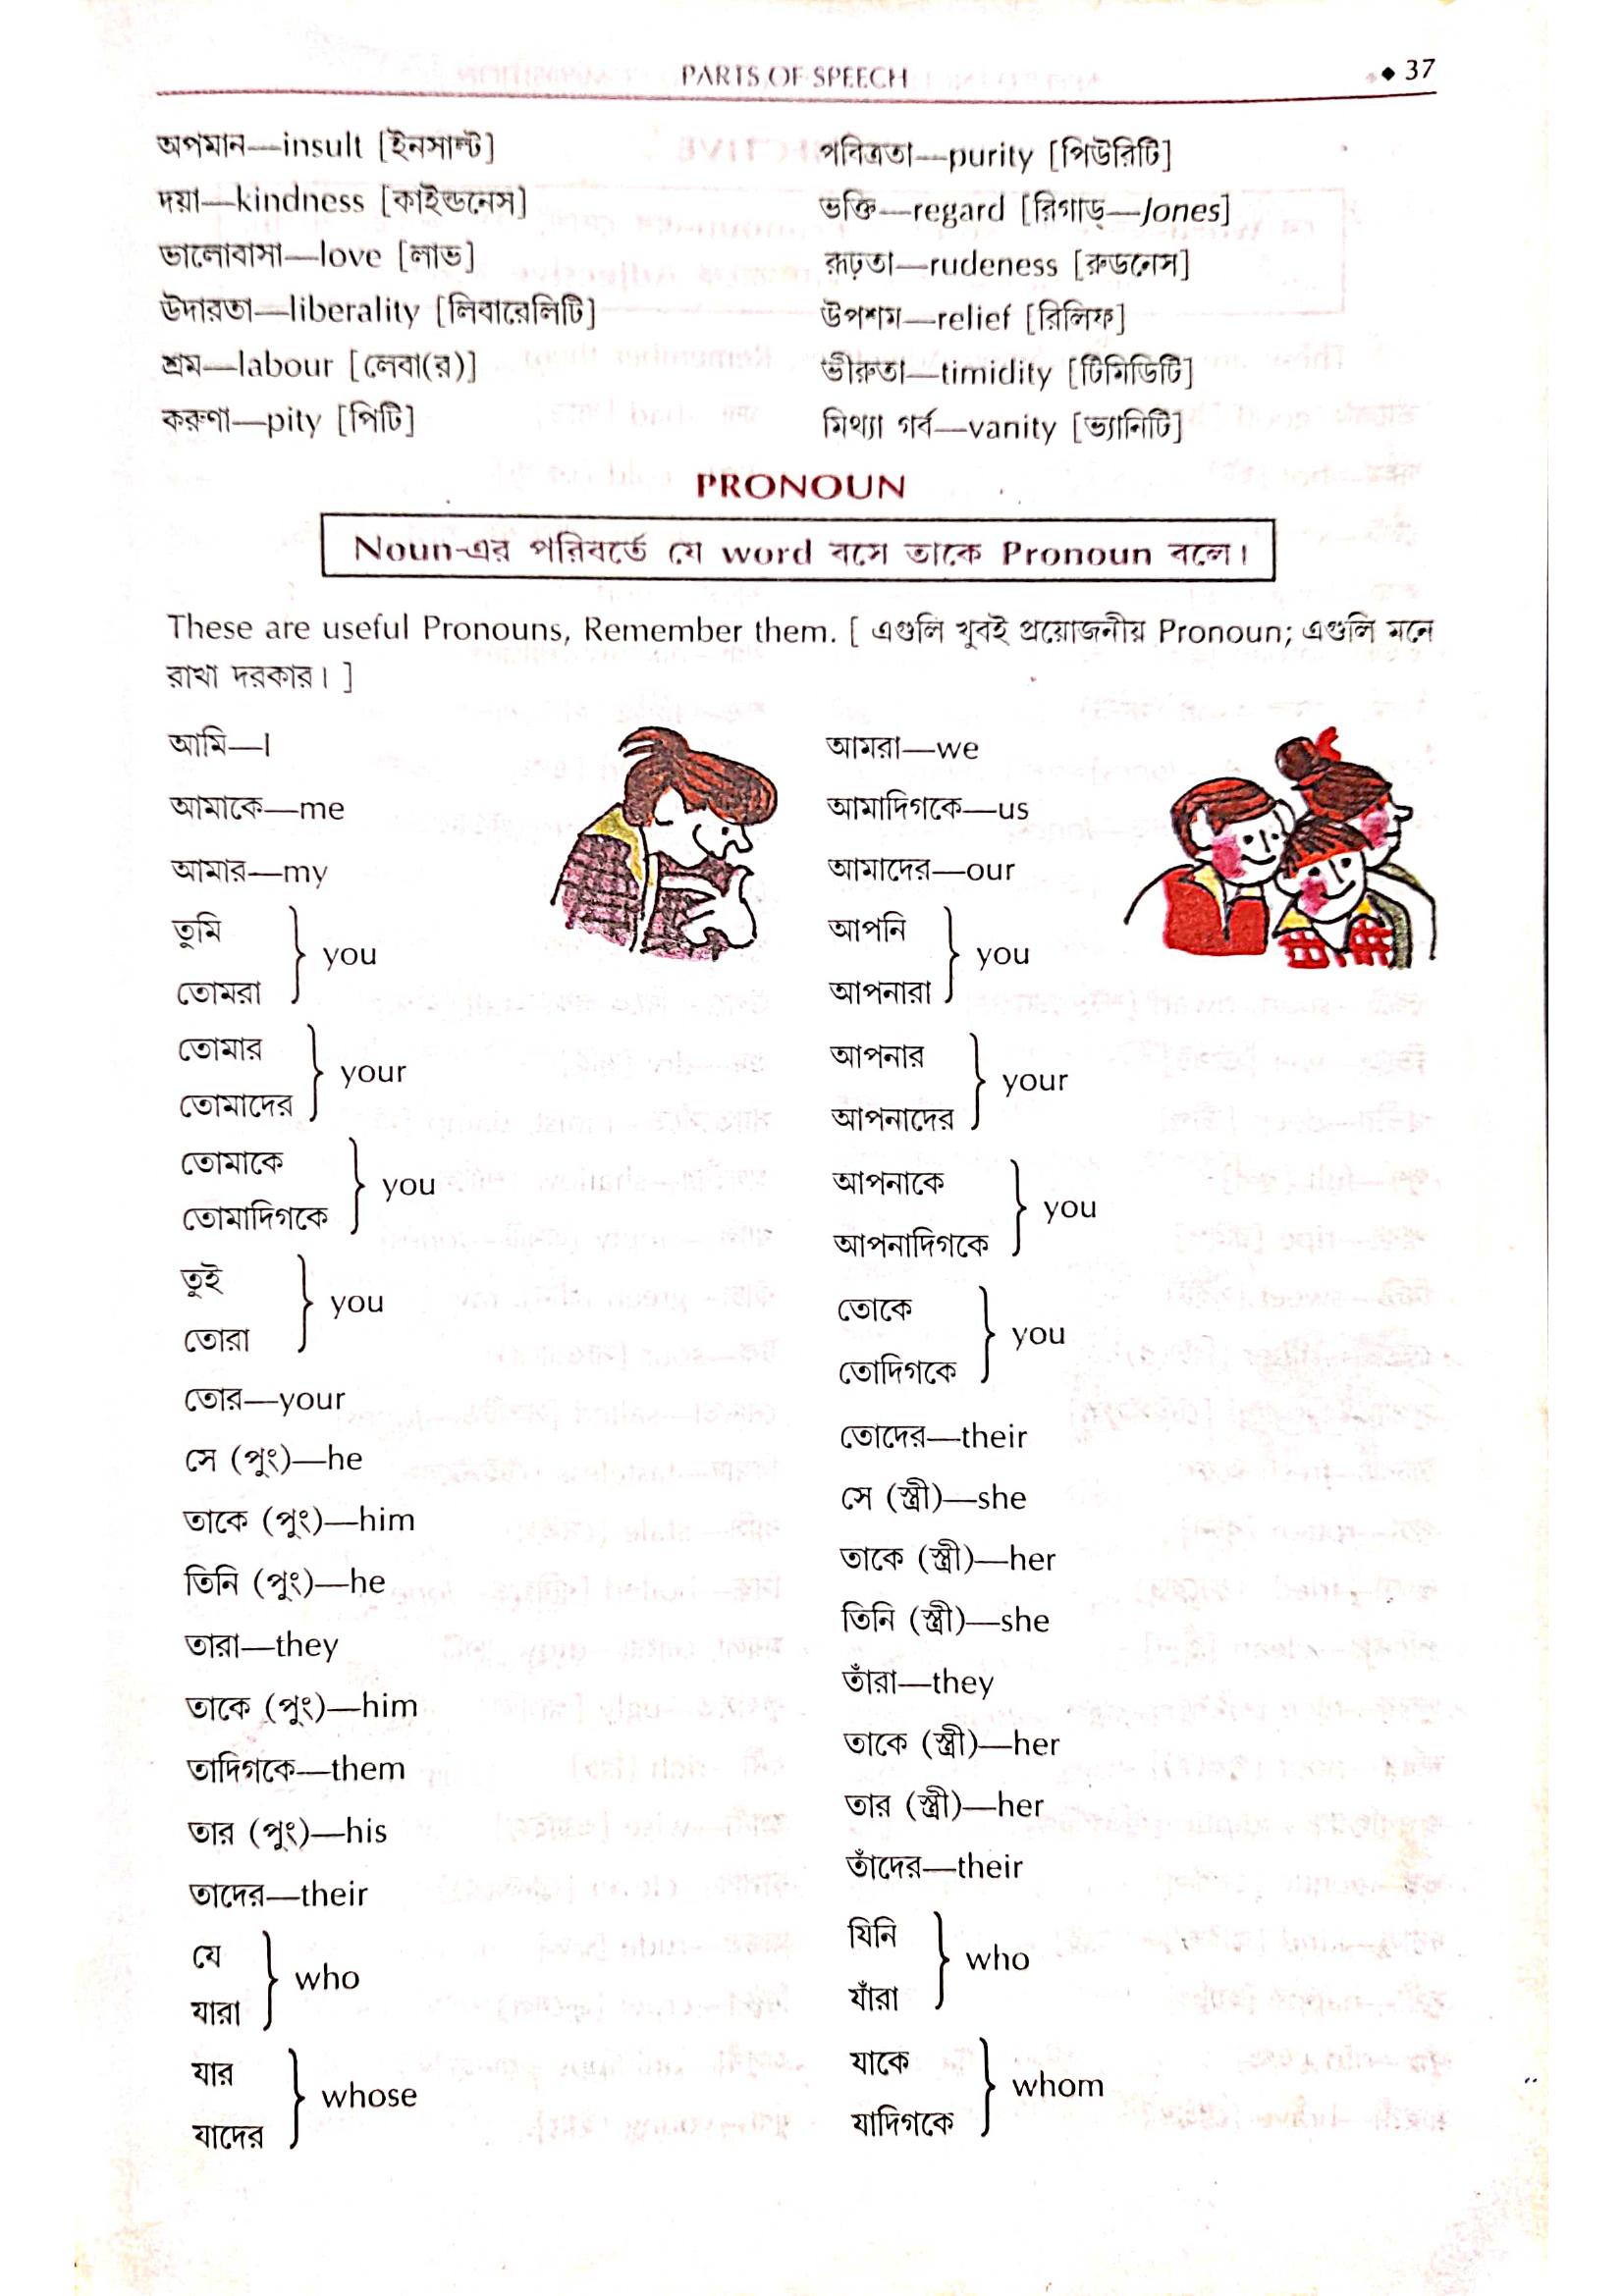 PARTS OF SPEECH ◆ 37
অপমান—insult [ইনসাল্ট]
দয়া—kindness [কাইন্ডনেস]
ভালোবাসা—love [লাভ]
উদারতা—liberality [লিবারেলিটি]
শ্রম—labour [লেবা(র)]
করুণা—pity [পিটি]
পবিত্রতা—purity [পিউরিটি]
ভক্তি—regard [রিগাড্—Jones]
রূঢ়তা—rudeness [রুডনেস]
উপশম—relief [রিলিফ]
ভীরুতা—timidity [টিমিডিটি]
মিথ্যা গর্ব—vanity [ভ্যানিটি]
PRONOUN
Noun-এর পরিবর্তে যে word বসে তাকে Pronoun বলে।
These are useful Pronouns, Remember them. [ এগুলি খুবই প্রয়োজনীয় Pronoun; এগুলি মনে
রাখা দরকার। ]
আমি—I
আমাকে—me
আমার—my
তুমি
তোমরা } you
তোমার
তোমাদের } your
তোমাকে
তোমাদিগকে } you
তুই
তোরা } you
তোর—your
সে (পুং)—he
তাকে (পুং)—him
তিনি (পুং)—he
তারা—they
তাকে (পুং)—him
তাদিগকে—them
তার (পুং)—his
তাদের—their
যে
যারা } who
যার
যাদের } whose
আমরা—we
আমাদিগকে—us
আমাদের—our
আপনি
আপনারা } you
আপনার
আপনাদের } your
আপনাকে
আপনাদিগকে } you
তোকে
তোদিগকে } you
তোদের—their
সে (স্ত্রী)—she
তাকে (স্ত্রী)—her
তিনি (স্ত্রী)—she
তাঁরা—they
তাকে (স্ত্রী)—her
তার (স্ত্রী)—her
তাঁদের—their
যিনি
যাঁরা } who
যাকে
যাদিগকে } whom